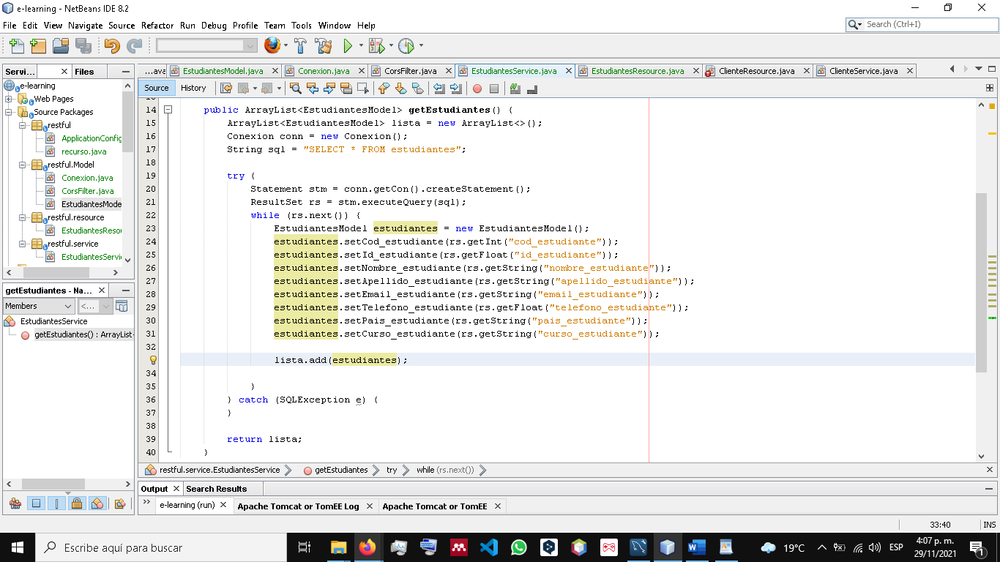 e-learning - NetBeans IDE 8.2
File Edit View Navigate Source Refactor Run Debug Profile Team Tools Window Help
Search (Ctrl+I)
Servi... Files
...ava EstudiantesModel.java Conexion.java CorsFilter.java EstudiantesService.java EstudiantesResource.java ClienteResource.java ClienteService.java
Source History
e-learning
Web Pages
Source Packages
restful
ApplicationConfig
recurso.java
restful.Model
Conexion.java
CorsFilter.java
EstudiantesMode
restful.resource
EstudiantesResou
restful.service
EstudiantesServi
getEstudiantes - Na...
Members <...
EstudiantesService
getEstudiantes() : ArrayList
14 public ArrayList<EstudiantesModel> getEstudiantes() {
15 ArrayList<EstudiantesModel> lista = new ArrayList<>();
16 Conexion conn = new Conexion();
17 String sql = "SELECT * FROM estudiantes";
18
19 try {
20 Statement stm = conn.getCon().createStatement();
21 ResultSet rs = stm.executeQuery(sql);
22 while (rs.next()) {
23 EstudiantesModel estudiantes = new EstudiantesModel();
24 estudiantes.setCod_estudiante(rs.getInt("cod_estudiante"));
25 estudiantes.setId_estudiante(rs.getFloat("id_estudiante"));
26 estudiantes.setNombre_estudiante(rs.getString("nombre_estudiante"));
27 estudiantes.setApellido_estudiante(rs.getString("apellido_estudiante"));
28 estudiantes.setEmail_estudiante(rs.getString("email_estudiante"));
29 estudiantes.setTelefono_estudiante(rs.getFloat("telefono_estudiante"));
30 estudiantes.setPais_estudiante(rs.getString("pais_estudiante"));
31 estudiantes.setCurso_estudiante(rs.getString("curso_estudiante"));
32
lista.add(estudiantes);
34
35 }
36 } catch (SQLException e) {
37 }
38
39 return lista;
40 }
restful.service.EstudiantesService getEstudiantes try while (rs.next())
Output Search Results
e-learning (run) Apache Tomcat or TomEE Log Apache Tomcat or TomEE
33:40 INS
Escribe aquí para buscar
19°C ESP
4:07 p. m.
29/11/2021
1